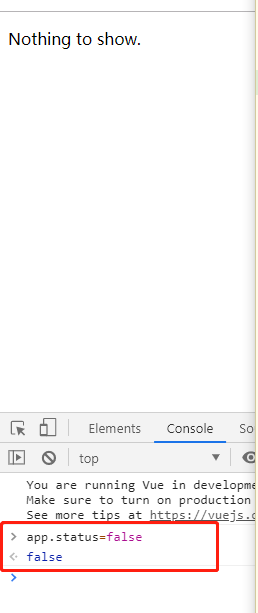 Nothing to show.
Elements Console So
top
You are running Vue in developme
Make sure to turn on production
See more tips at https://vuejs.
app.status=false
false